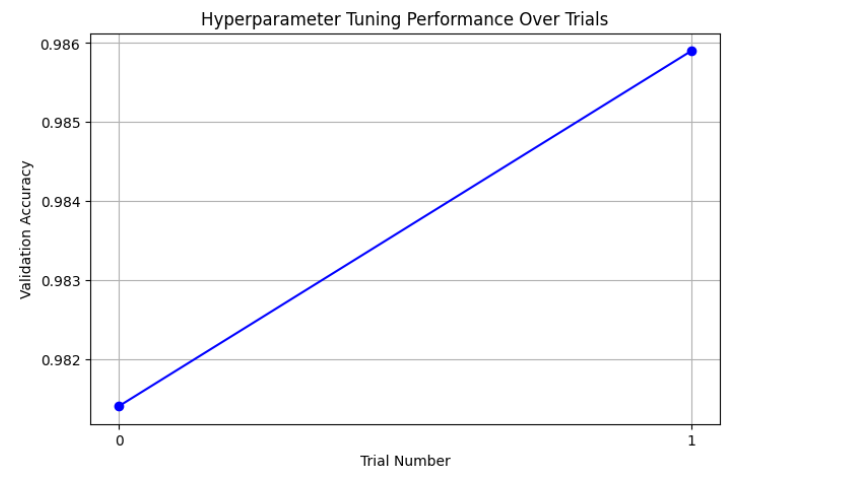 Hyperparameter Tuning Performance Over Trials
0.986
0.985
0.984
0.983
0.982
Validation Accuracy
0 1
Trial Number